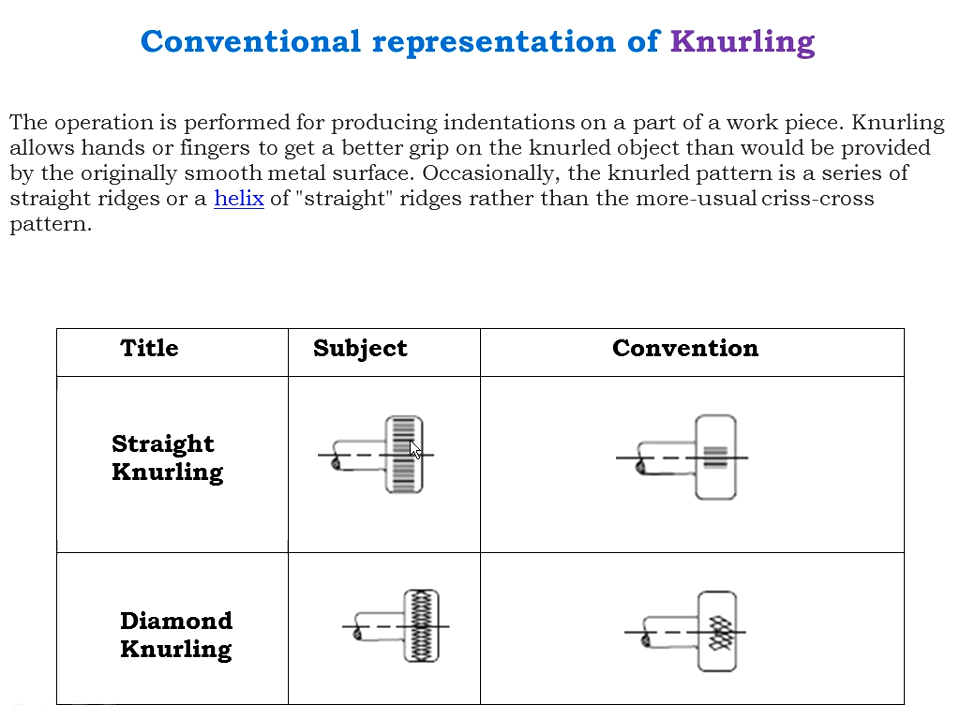 Conventional representation of Knurling
The operation is performed for producing indentations on a part of a work piece. Knurling
allows hands or fingers to get a better grip on the knurled object than would be provided
by the originally smooth metal surface. Occasionally, the knurled pattern is a series of
straight ridges or a helix of "straight" ridges rather than the more-usual criss-cross
pattern.
Title Subject Convention
Straight
Knurling
Diamond
Knurling